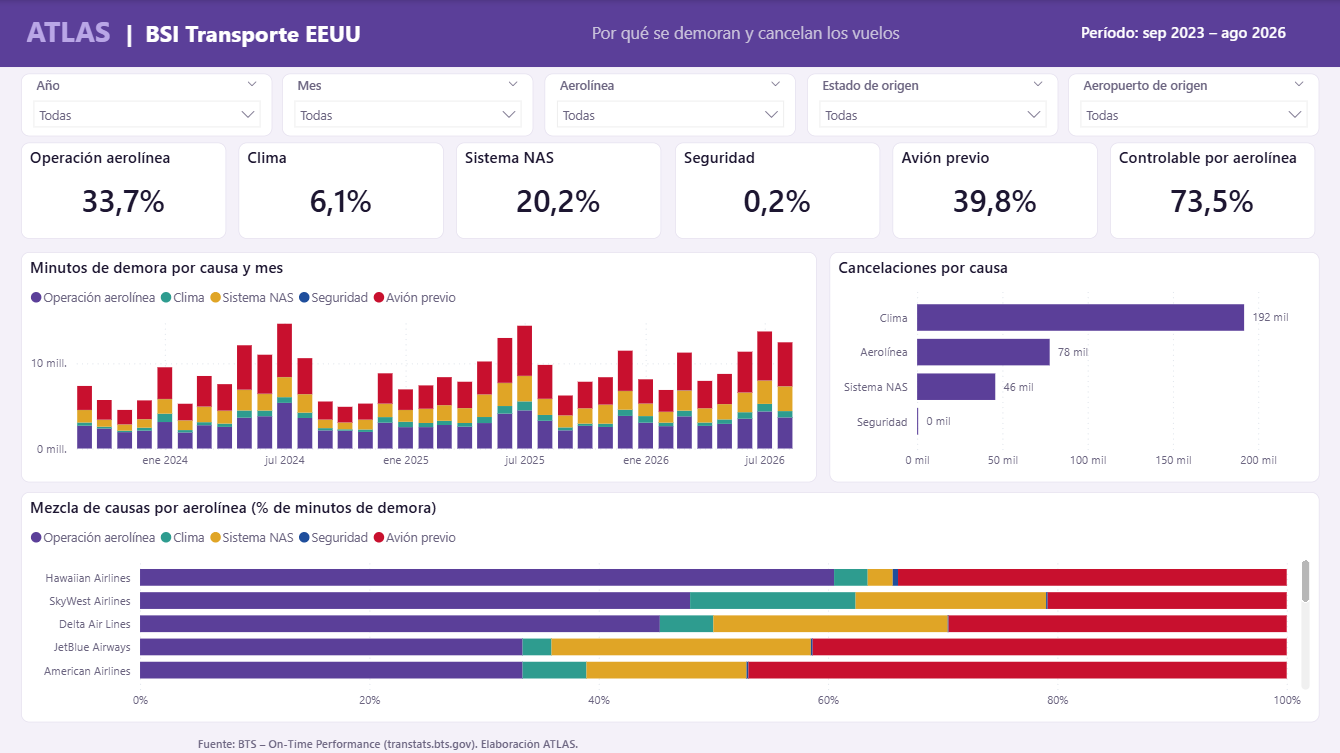 ATLAS | BSI Transporte EEUU
Por qué se demoran y cancelan los vuelos
Período: sep 2023 – ago 2026
Año
Todas
Mes
Todas
Aerolínea
Todas
Estado de origen
Todas
Aeropuerto de origen
Todas
Operación aerolínea
33,7%
Clima
6,1%
Sistema NAS
20,2%
Seguridad
0,2%
Avión previo
39,8%
Controlable por aerolínea
73,5%
Minutos de demora por causa y mes
Operación aerolínea Clima Sistema NAS Seguridad Avión previo
10 mill.
0 mill.
ene 2024 jul 2024 ene 2025 jul 2025 ene 2026 jul 2026
Cancelaciones por causa
Clima 192 mil
Aerolínea 78 mil
Sistema NAS 46 mil
Seguridad 0 mil
0 mil 50 mil 100 mil 150 mil 200 mil
Mezcla de causas por aerolínea (% de minutos de demora)
Operación aerolínea Clima Sistema NAS Seguridad Avión previo
Hawaiian Airlines
SkyWest Airlines
Delta Air Lines
JetBlue Airways
American Airlines
0% 20% 40% 60% 80% 100%
Fuente: BTS – On-Time Performance (transtats.bts.gov). Elaboración ATLAS.